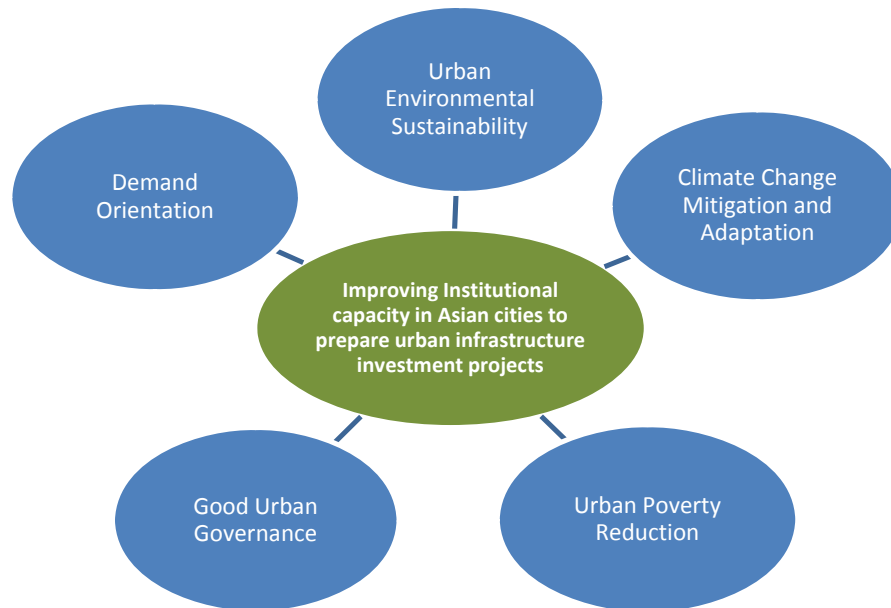 Urban
Environmental
Sustainability
Demand
Orientation
Climate Change
Mitigation and
Adaptation
Improving Institutional
capacity in Asian cities to
prepare urban infrastructure
investment projects
Good Urban
Governance
Urban Poverty
Reduction